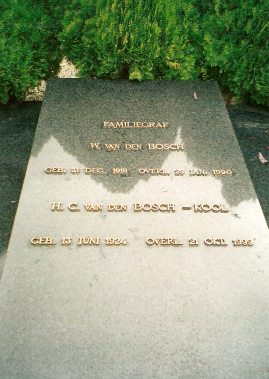 FAMILIEGRAF
W. VAN DEN BOSCH
GEB. 31 DEC. 1919 OVERL. 25 JAN. 1990
H. G. VAN DEN BOSCH - KOOL
GEB. 13 JUNI 1924 OVERL. 21 OKT. 1999